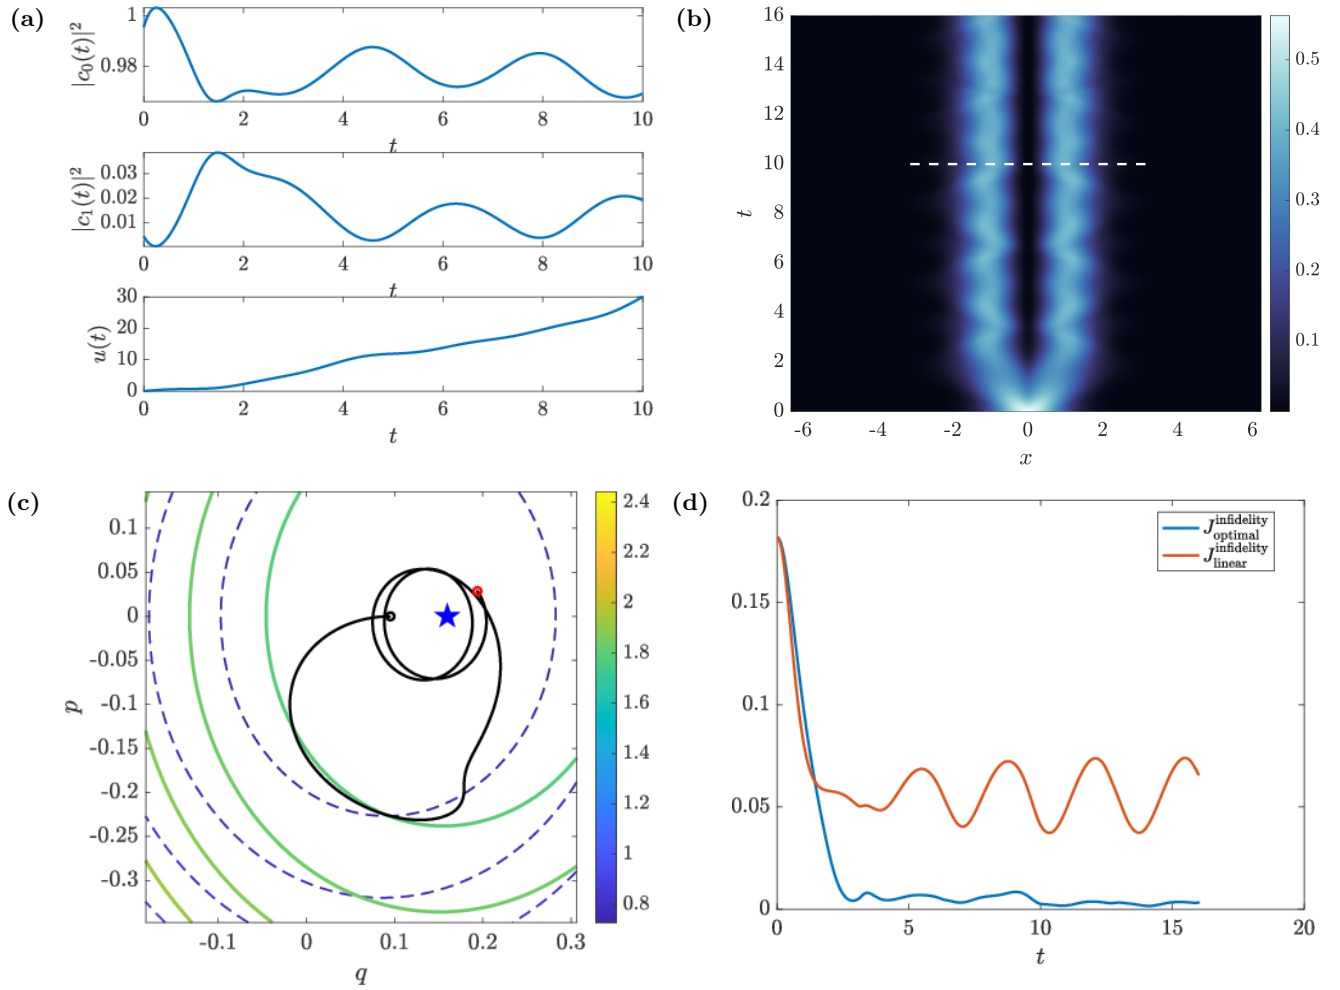 (a)
1
0.98
|c₀(t)|²
0 2 4 6 8 10
t
0.03
0.02
0.01
|c₁(t)|²
0 2 4 6 8 10
t
30
20
10
0
u(t)
0 2 4 6 8 10
t
(b)
16
14
12
10
8
6
4
2
0
t
-6 -4 -2 0 2 4 6
x
0.5
0.4
0.3
0.2
0.1
(c)
0.1
0.05
0
-0.05
-0.1
-0.15
-0.2
-0.25
-0.3
p
-0.1 0 0.1 0.2 0.3
q
2.4
2.2
2
1.8
1.6
1.4
1.2
1
0.8
(d)
0.2
0.15
0.1
0.05
0
0 5 10 15 20
t
J infidelity optimal
J infidelity linear